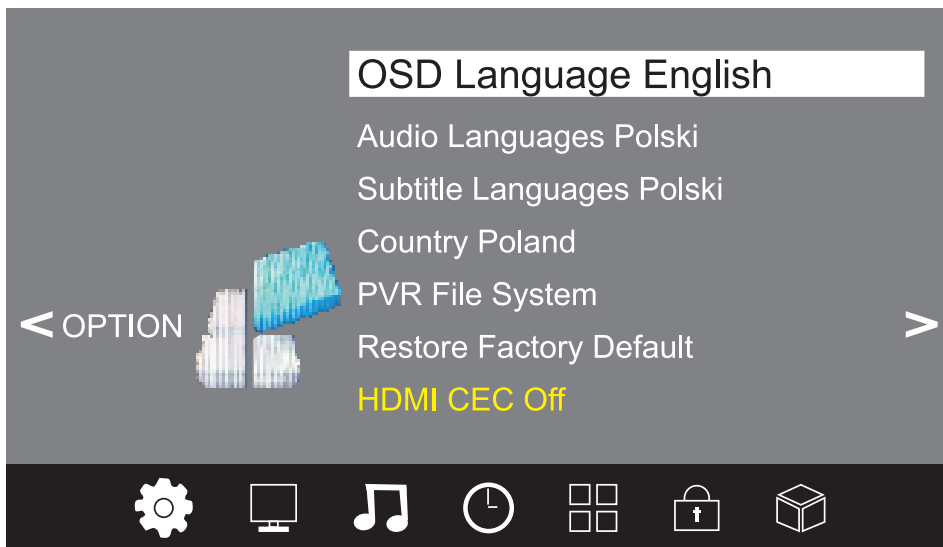 OSD Language English
Audio Languages Polski
Subtitle Languages Polski
Country Poland
PVR File System
< OPTION >
Restore Factory Default
HDMI CEC Off